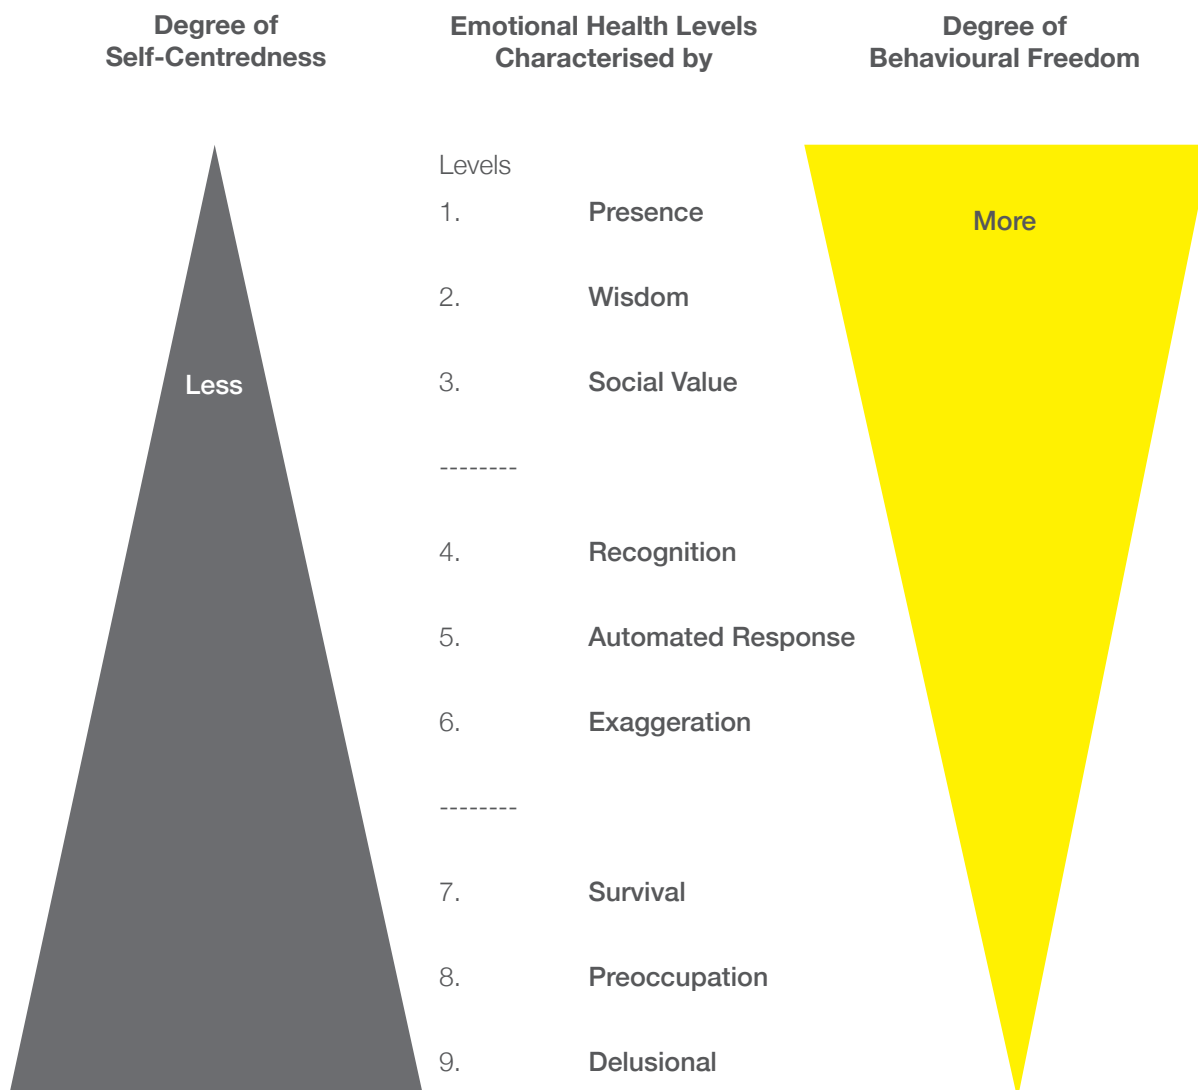 Degree of
Self-Centredness
Emotional Health Levels
Characterised by
Degree of
Behavioural Freedom
Levels
1. Presence
More
2. Wisdom
Less
3. Social Value
--------
4. Recognition
5. Automated Response
6. Exaggeration
--------
7. Survival
8. Preoccupation
9. Delusional